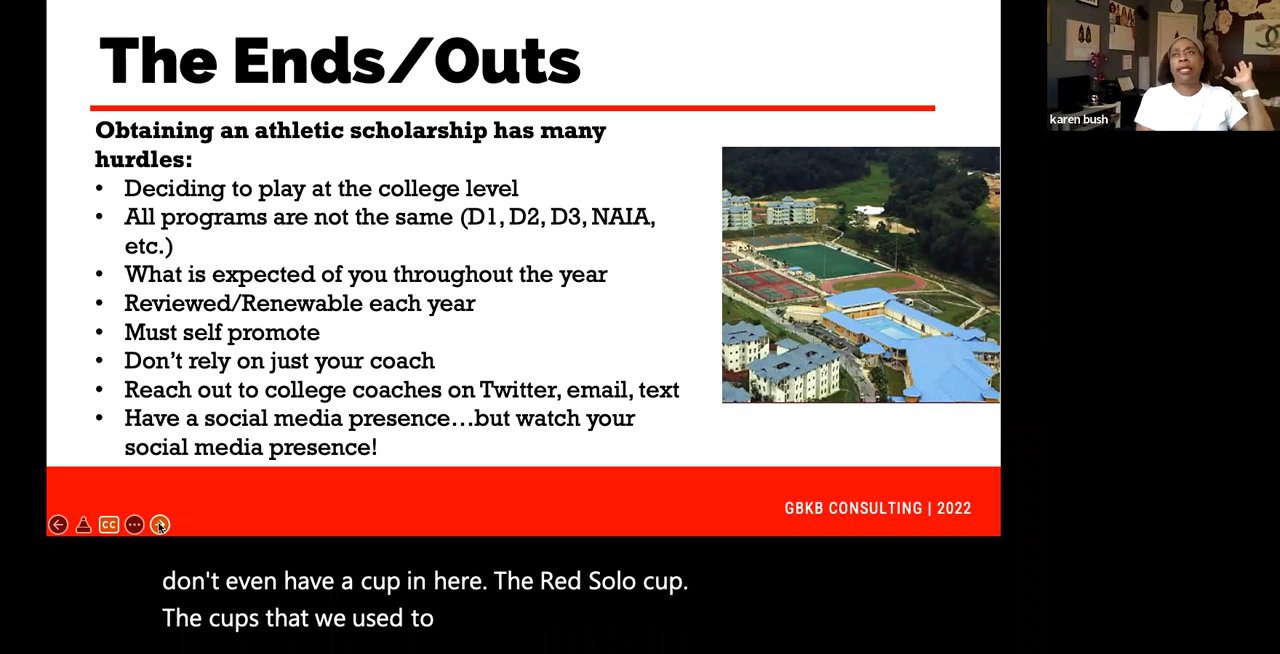 The Ends/Outs
Obtaining an athletic scholarship has many
hurdles:
• Deciding to play at the college level
• All programs are not the same (D1, D2, D3, NAIA,
etc.)
• What is expected of you throughout the year
• Reviewed/Renewable each year
• Must self promote
• Don't rely on just your coach
• Reach out to college coaches on Twitter, email, text
• Have a social media presence...but watch your
social media presence!
GBKB CONSULTING | 2022
CC
karen bush
don't even have a cup in here. The Red Solo cup.
The cups that we used to